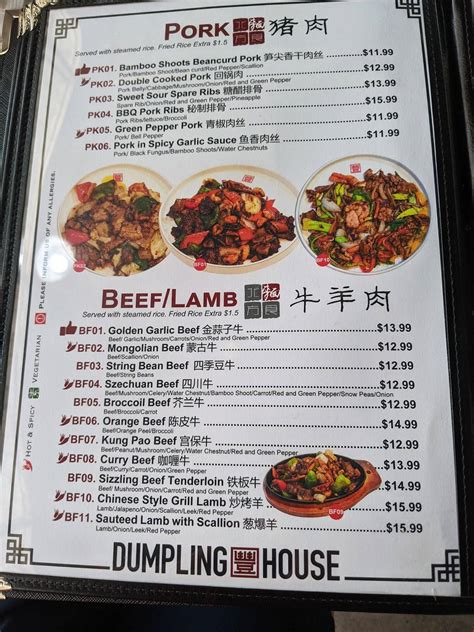 PORK 猪肉
Served with steamed rice. Fried Rice Extra $1.5
PK01. Bamboo Shoots Beancurd Pork 笋尖香干肉丝 $11.99
Pork/Bamboo Shoot/Bean curd/Red Pepper/Scallion
PK02. Double Cooked Pork 回锅肉 $12.99
Pork Belly/Cabbage/Mushroom/Onion/Red and Green Pepper
PK03. Sweet Sour Spare Ribs 糖醋排骨 $13.99
Spare Ribs/Onion/Red and Green Pepper/Pineapple
PK04. BBQ Pork Ribs 秘制排骨 $15.99
Pork Ribs/lettuce/Broccoli
PK05. Green Pepper Pork 青椒肉丝 $11.99
Pork/ Bell Pepper
PK06. Pork in Spicy Garlic Sauce 鱼香肉丝 $11.99
Pork/ Black Fungus/Bamboo Shoots/Water Chestnuts
BF01
BF10
BEEF/LAMB 牛羊肉
Served with steamed rice. Fried Rice Extra $1.5
BF01. Golden Garlic Beef 金蒜子牛 $13.99
Beef/ Garlic/Mushroom/Carrots/Onion/Red and Green Pepper
BF02. Mongolian Beef 蒙古牛 $12.99
Beef/Scallion/Onion
BF03. String Bean Beef 四季豆牛 $12.99
Beef/String Beans
BF04. Szechuan Beef 四川牛 $12.99
Beef/Mushroom/Celery/Water Chestnut/Bamboo Shoot/Carrot/Red and Green Pepper/Snow Peas/Onion
BF05. Broccoli Beef 芥兰牛 $12.99
Beef/Broccoli/Carrot
BF06. Orange Beef 陈皮牛 $14.99
Beef/Orange Peel/Broccoli
BF07. Kung Pao Beef 宫保牛 $12.99
Beef/Peanut/Mushroom/Celery/Water Chestnut/Red and Green Pepper
BF08. Curry Beef 咖喱牛 $13.99
Beef/Curry/Carrot/Onion/Green Pepper
BF09. Sizzling Beef Tenderloin 铁板牛 $14.99
Beef/ Mushroom/Onion/Carrot/Red and Green Pepper
BF10. Chinese Style Grill Lamb 炒烤羊 $15.99
Lamb/Jalapeno/Onion/Scallion/Leek/Red Pepper
BF11. Sauteed Lamb with Scallion 葱爆羊 $15.99
Lamb/Onion/Leek/Red Pepper
BF09
DUMPLING 豐 HOUSE
HOT & SPICY VEGETARIAN PLEASE INFORM US OF ANY ALLERGIES.